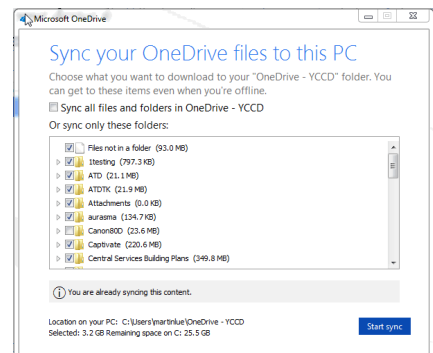 Microsoft OneDrive
Sync your OneDrive files to this PC
Choose what you want to download to your "OneDrive - YCCD" folder. You
can get to these items even when you're offline.
Sync all files and folders in OneDrive - YCCD
Or sync only these folders:
Files not in a folder (93.0 MB)
1testing (797.3 KB)
ATD (21.1 MB)
ATDTK (21.9 MB)
Attachments (0.0 KB)
aurasma (134.7 KB)
Canon80D (23.6 MB)
Captivate (220.6 MB)
Central Services Building Plans (349.8 MB)
You are already syncing this content.
Location on your PC: C:\Users\martinlue\OneDrive - YCCD
Selected: 3.2 GB Remaining space on C: 25.5 GB
Start sync